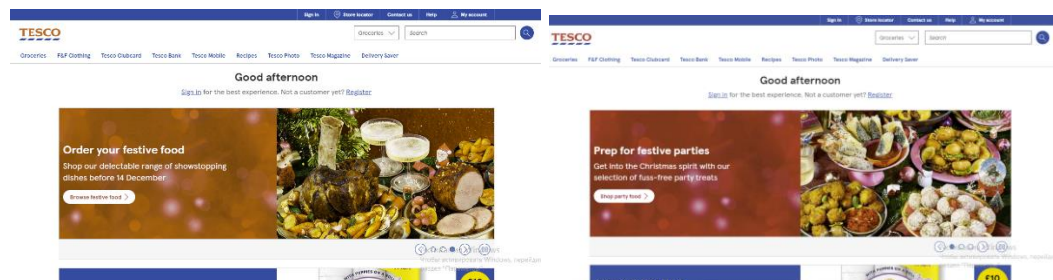 Sign in Store locator Contact us Help My account
TESCO
Groceries Search
Groceries F&F Clothing Tesco Clubcard Tesco Bank Tesco Mobile Recipes Tesco Photo Tesco Magazine Delivery Saver
Good afternoon
Sign in for the best experience. Not a customer yet? Register
Order your festive food
Shop our delectable range of showstopping
dishes before 14 December
Browse festive food
Sign in Store locator Contact us Help My account
TESCO
Groceries Search
Groceries F&F Clothing Tesco Clubcard Tesco Bank Tesco Mobile Recipes Tesco Photo Tesco Magazine Delivery Saver
Good afternoon
Sign in for the best experience. Not a customer yet? Register
Prep for festive parties
Get into the Christmas spirit with our
selection of fuss-free party treats
Shop party food
£10